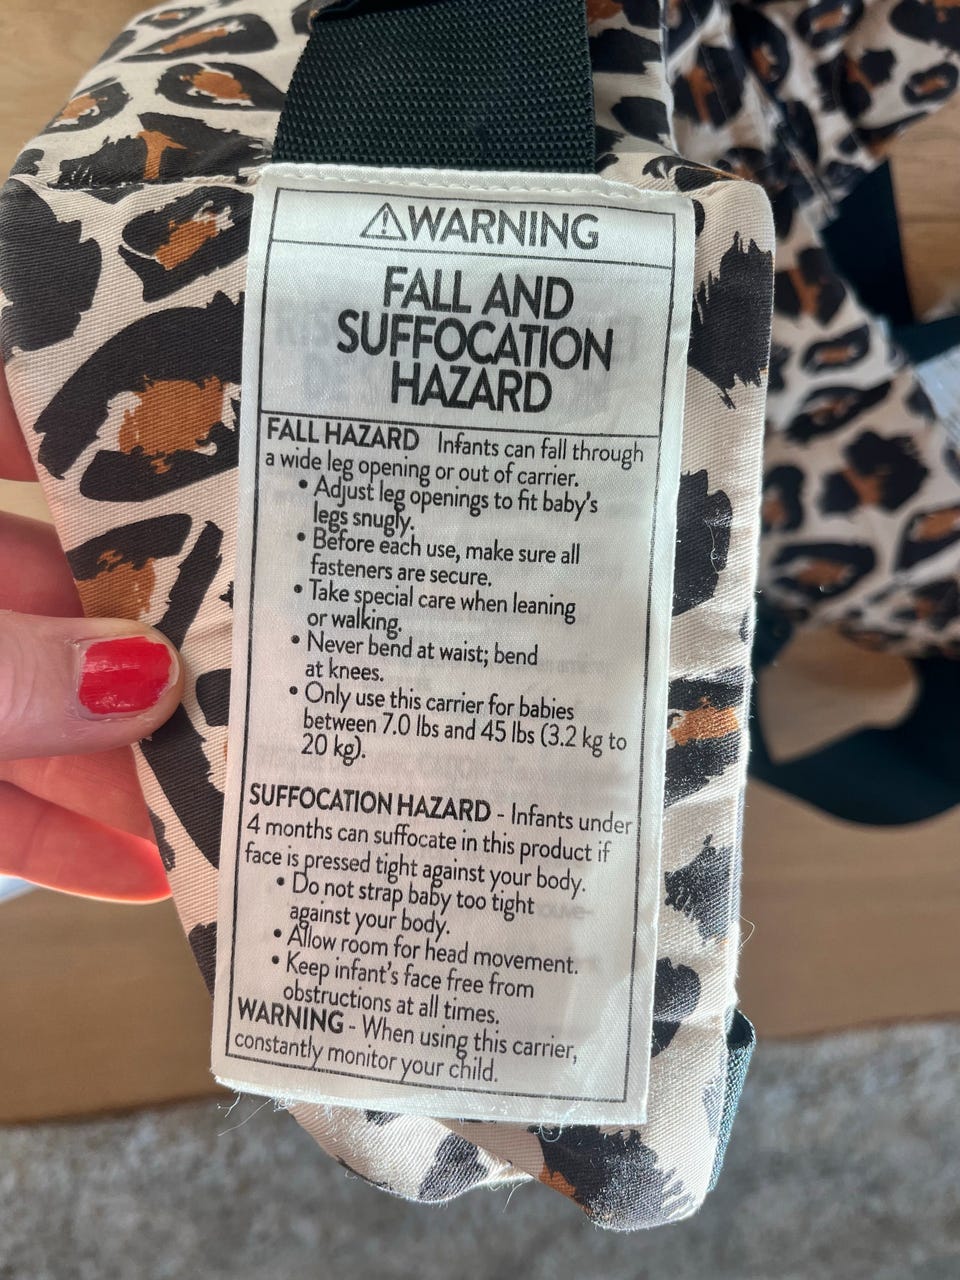 ⚠WARNING
FALL AND
SUFFOCATION
HAZARD
FALL HAZARD Infants can fall through
a wide leg opening or out of carrier.
• Adjust leg openings to fit baby's
legs snugly.
• Before each use, make sure all
fasteners are secure.
• Take special care when leaning
or walking.
• Never bend at waist; bend
at knees.
• Only use this carrier for babies
between 7.0 lbs and 45 lbs (3.2 kg to
20 kg).
SUFFOCATION HAZARD - Infants under
4 months can suffocate in this product if
face is pressed tight against your body.
• Do not strap baby too tight
against your body.
• Allow room for head movement.
• Keep infant's face free from
obstructions at all times.
WARNING - When using this carrier,
constantly monitor your child.